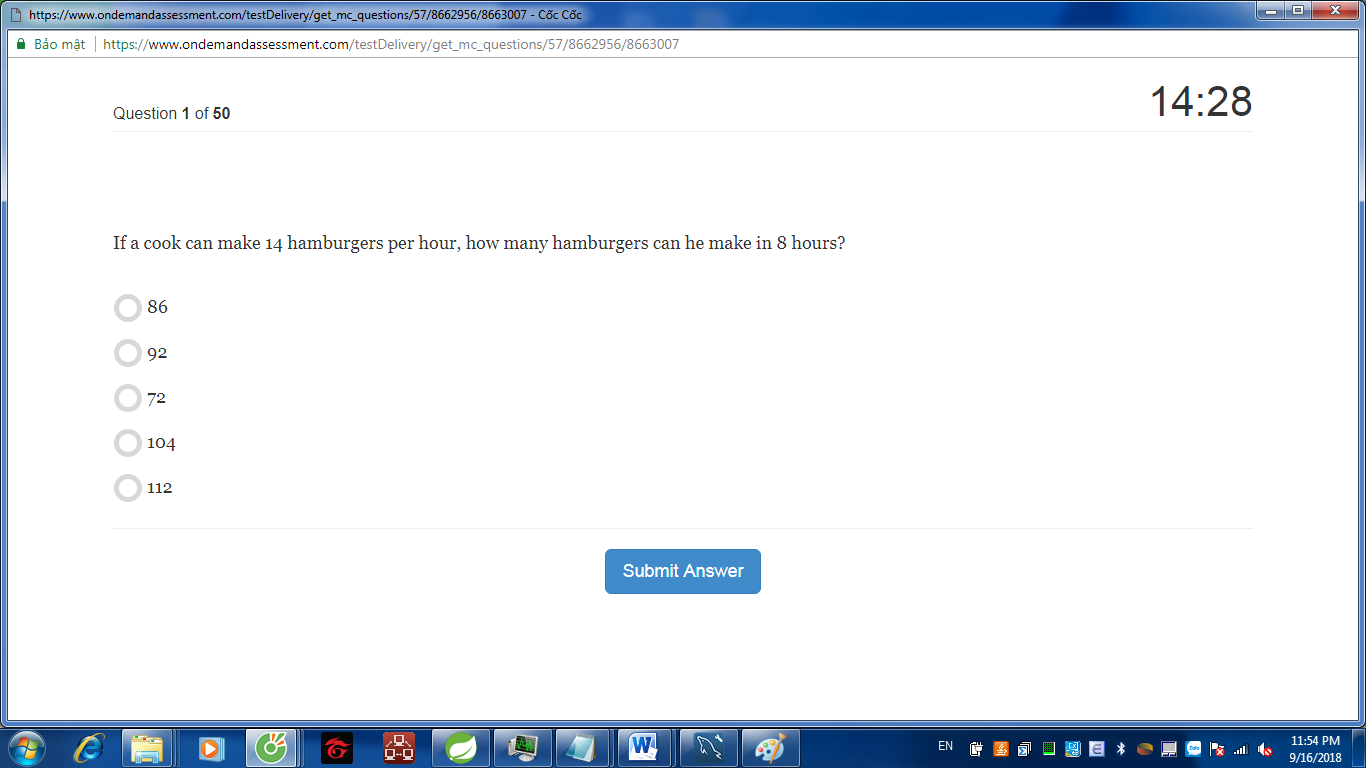 https://www.ondemandassessment.com/testDelivery/get_mc_questions/57/8662956/8663007 - Cốc Cốc
Bảo mật https://www.ondemandassessment.com/testDelivery/get_mc_questions/57/8662956/8663007
Question 1 of 50
14:28
If a cook can make 14 hamburgers per hour, how many hamburgers can he make in 8 hours?
86
92
72
104
112
Submit Answer
EN
11:54 PM
9/16/2018